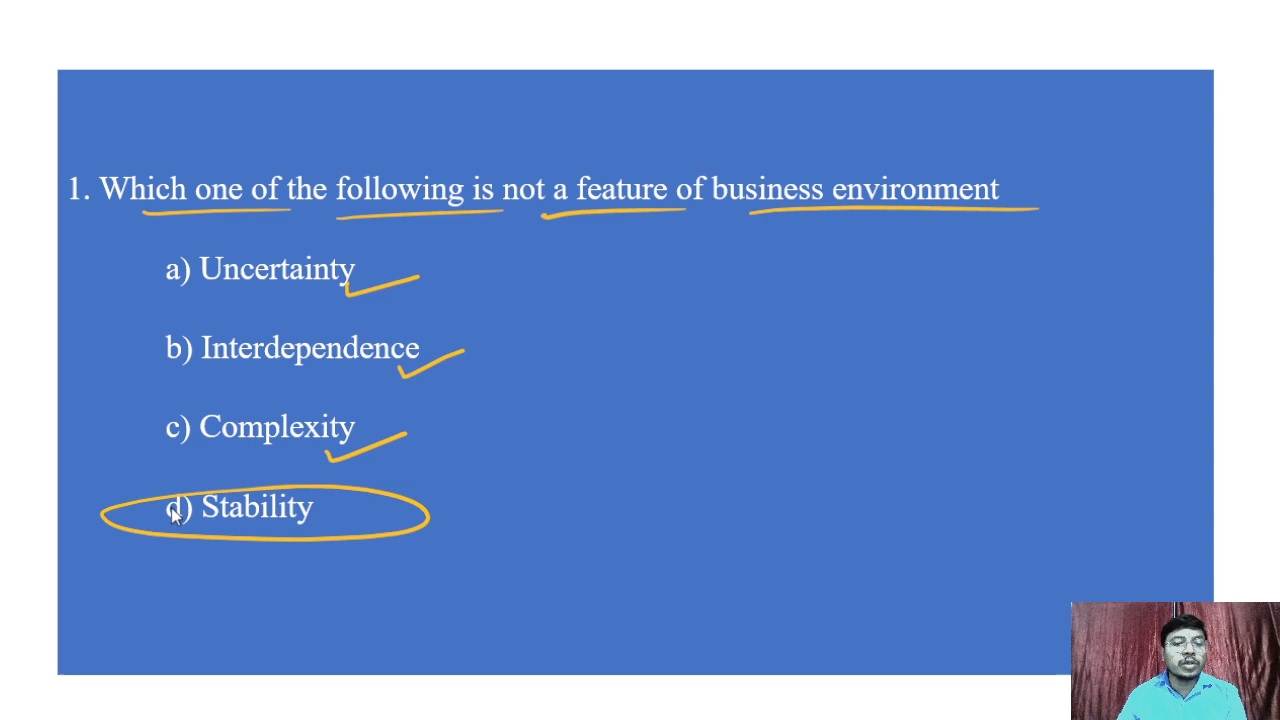 1. Which one of the following is not a feature of business environment
a) Uncertainty
b) Interdependence
c) Complexity
d) Stability